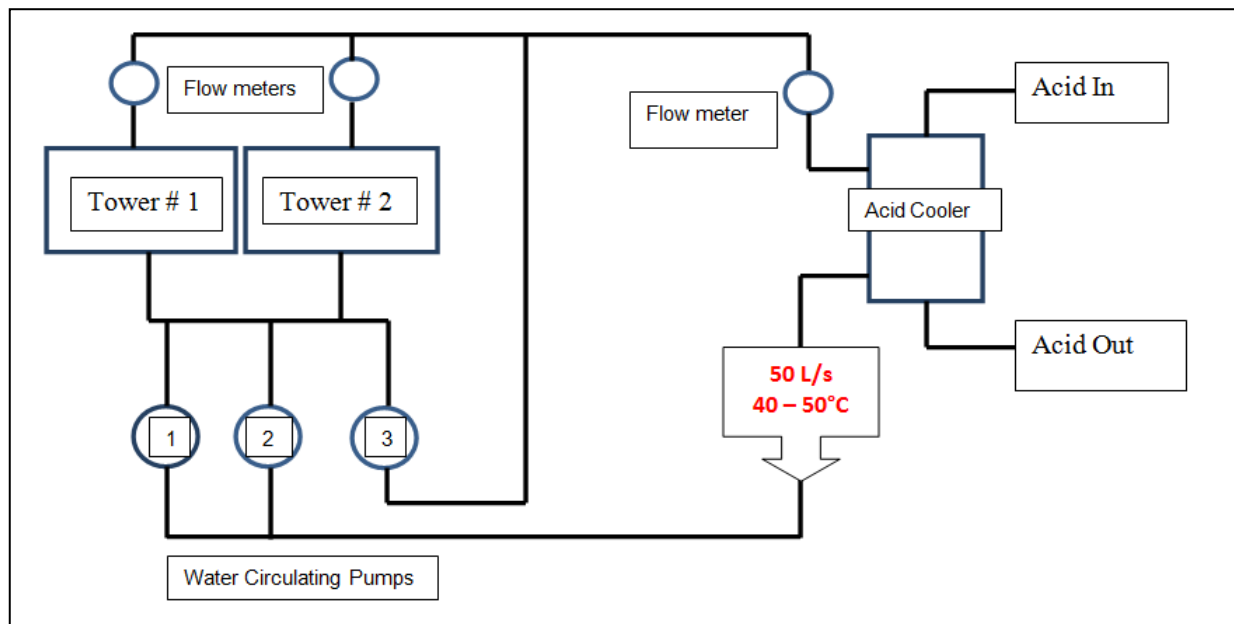 Flow meters
Flow meter
Acid In
Tower # 1
Tower # 2
Acid Cooler
50 L/s
40 – 50°C
Acid Out
1
2
3
Water Circulating Pumps